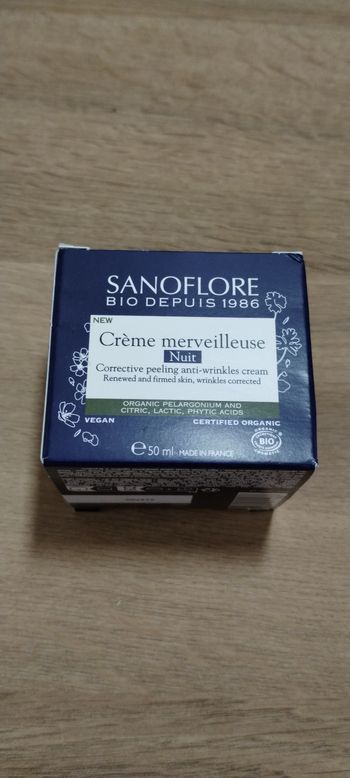 SANOFLORE
BIO DEPUIS 1986
NEW
Crème merveilleuse
Nuit
Corrective peeling anti-wrinkles cream
Renewed and firmed skin, wrinkles corrected
ORGANIC PELARGONIUM AND
CITRIC, LACTIC, PHYTIC ACIDS
VEGAN
CERTIFIED ORGANIC
BIO
e 50 ml - MADE IN FRANCE